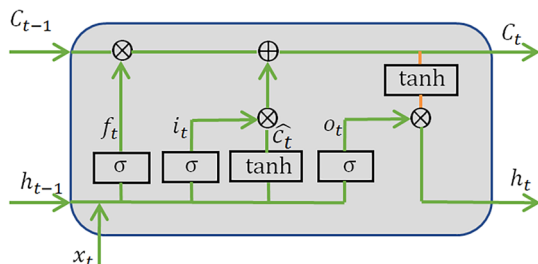 C_{t-1}
C_t
tanh
f_t
i_t
ĉ_t
o_t
σ
σ
tanh
σ
h_{t-1}
h_t
x_t